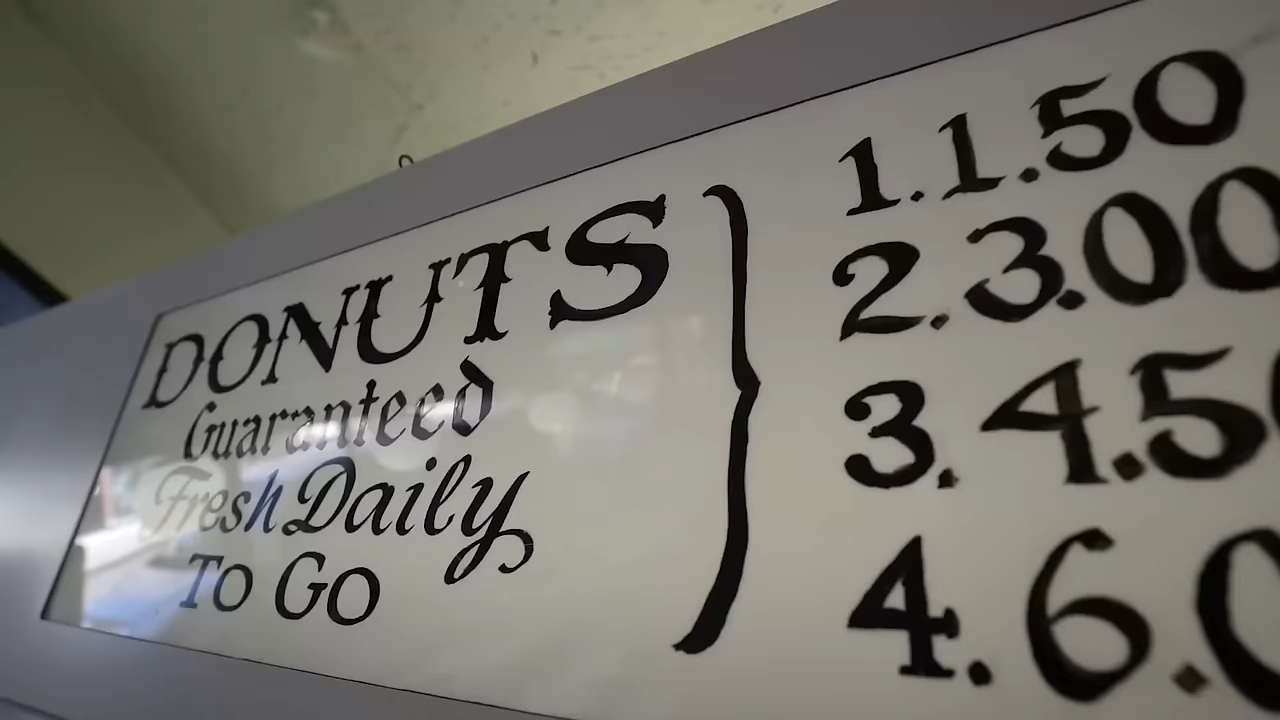 DONUTS
Guaranteed
Fresh Daily
To Go
1. 1.50
2. 3.00
3. 4.5
4. 6.0